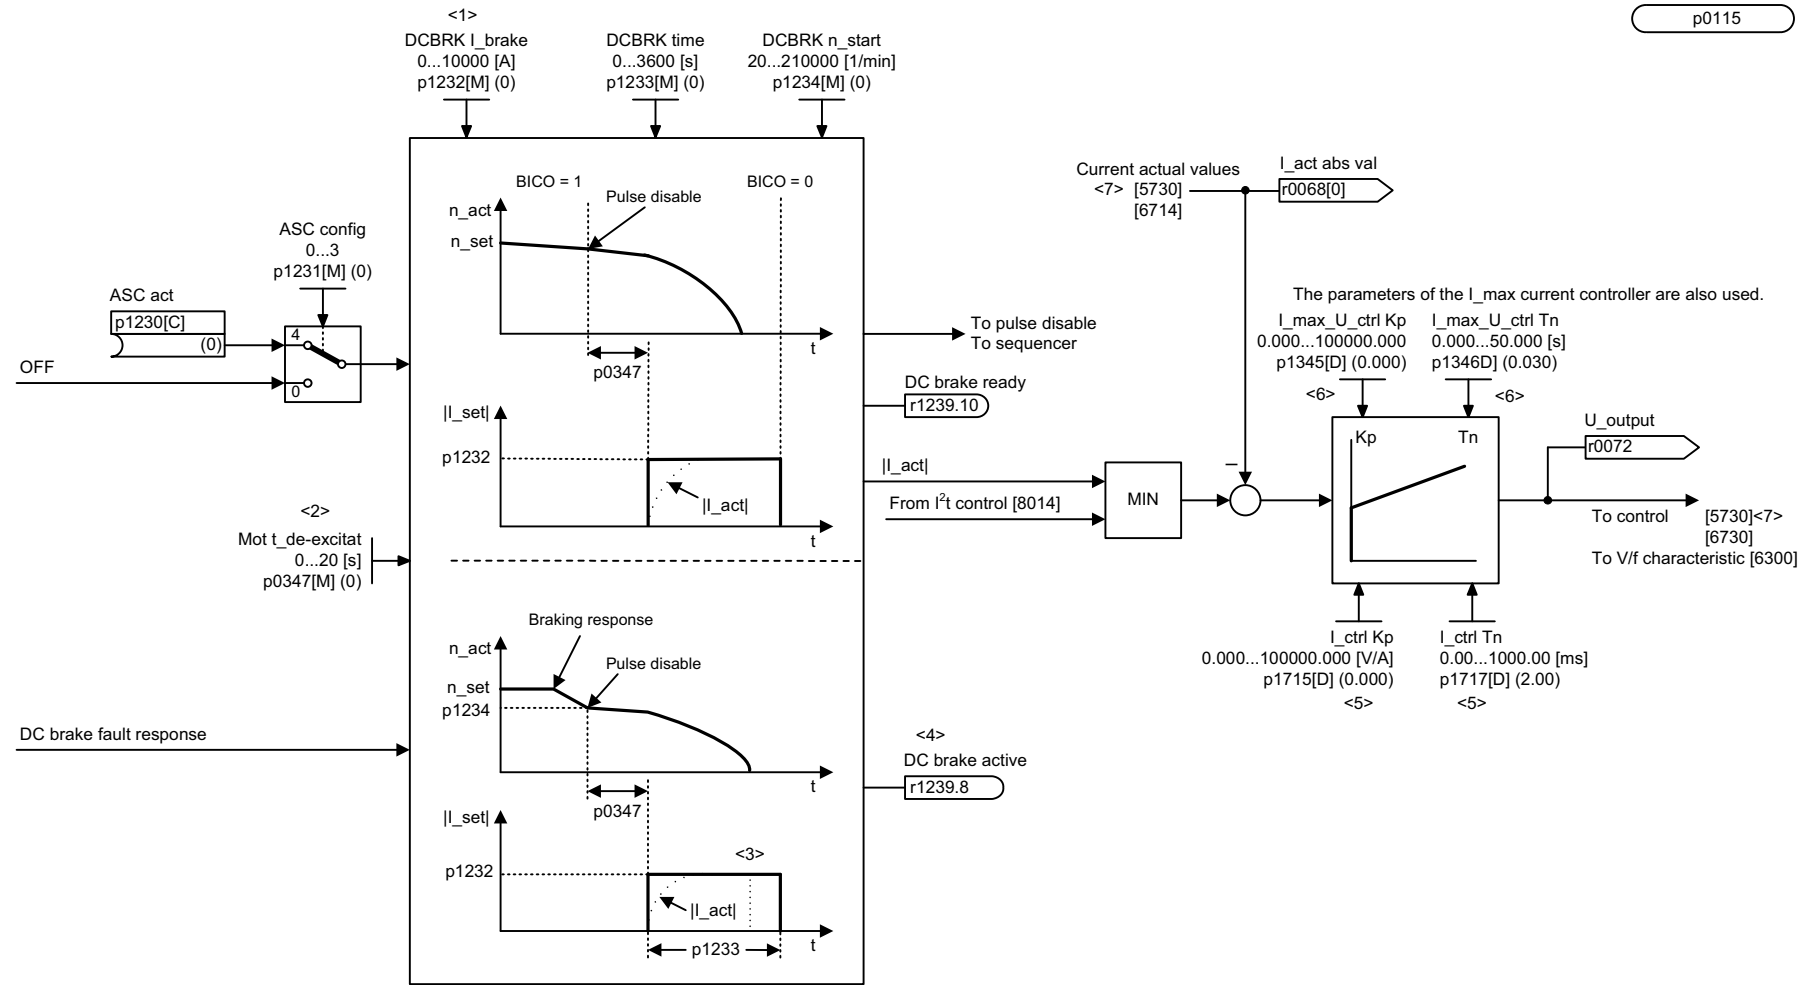 p0115
<1>
DCBRK I_brake
0...10000 [A]
p1232[M] (0)
DCBRK time
0...3600 [s]
p1233[M] (0)
DCBRK n_start
20...210000 [1/min]
p1234[M] (0)
ASC config
0...3
p1231[M] (0)
ASC act
p1230[C]
(0)
OFF
4
0
<2>
Mot t_de-excitat
0...20 [s]
p0347[M] (0)
DC brake fault response
BICO = 1
BICO = 0
Pulse disable
n_act
n_set
t
p0347
|I_set|
p1232
|I_act|
t
Braking response
Pulse disable
n_act
n_set
p1234
t
p0347
|I_set|
<3>
p1232
|I_act|
p1233
t
To pulse disable
To sequencer
DC brake ready
r1239.10
|I_act|
From I²t control [8014]
<4>
DC brake active
r1239.8
MIN
Current actual values
<7> [5730]
[6714]
I_act abs val
r0068[0]
–
The parameters of the I_max current controller are also used.
I_max_U_ctrl Kp
0.000...100000.000
p1345[D] (0.000)
<6>
I_max_U_ctrl Tn
0.000...50.000 [s]
p1346D] (0.030)
<6>
Kp
Tn
U_output
r0072
To control
[5730]<7>
[6730]
To V/f characteristic [6300]
I_ctrl Kp
0.000...100000.000 [V/A]
p1715[D] (0.000)
<5>
I_ctrl Tn
0.00...1000.00 [ms]
p1717[D] (2.00)
<5>